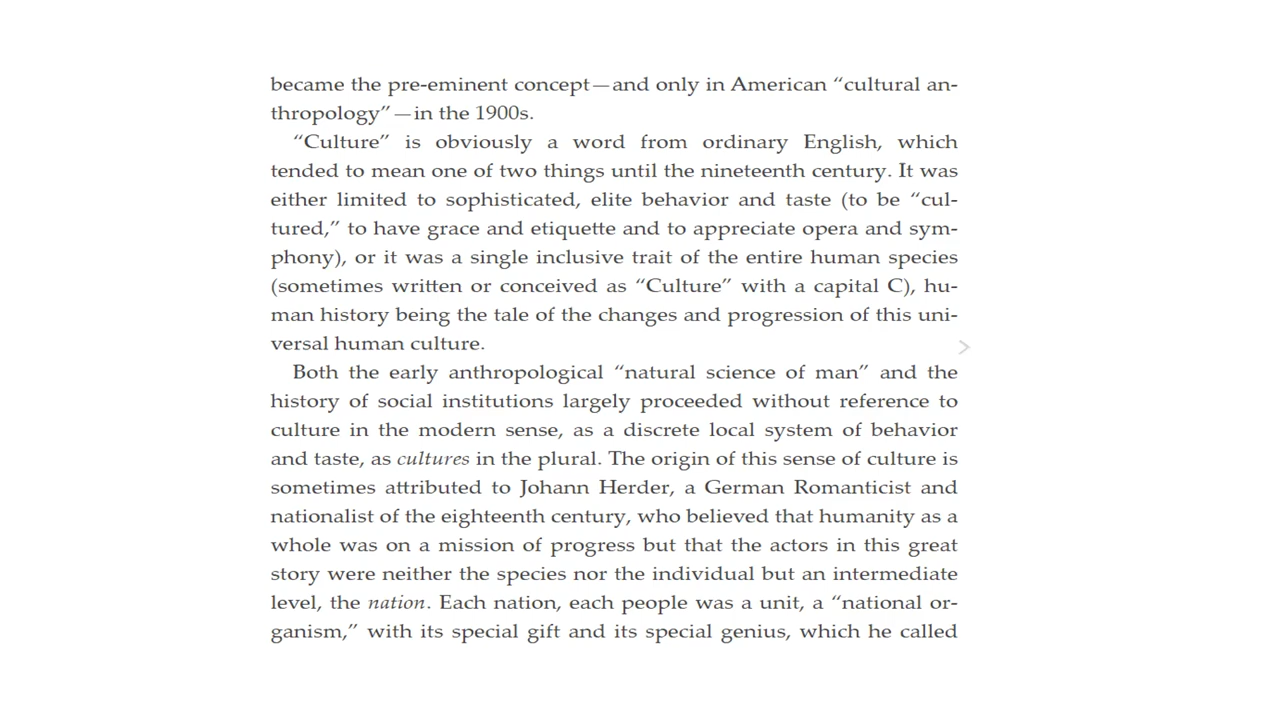 became the pre-eminent concept—and only in American “cultural an-
thropology”—in the 1900s.
“Culture” is obviously a word from ordinary English, which
tended to mean one of two things until the nineteenth century. It was
either limited to sophisticated, elite behavior and taste (to be “cul-
tured,” to have grace and etiquette and to appreciate opera and sym-
phony), or it was a single inclusive trait of the entire human species
(sometimes written or conceived as “Culture” with a capital C), hu-
man history being the tale of the changes and progression of this uni-
versal human culture.
Both the early anthropological “natural science of man” and the
history of social institutions largely proceeded without reference to
culture in the modern sense, as a discrete local system of behavior
and taste, as cultures in the plural. The origin of this sense of culture is
sometimes attributed to Johann Herder, a German Romanticist and
nationalist of the eighteenth century, who believed that humanity as a
whole was on a mission of progress but that the actors in this great
story were neither the species nor the individual but an intermediate
level, the nation. Each nation, each people was a unit, a “national or-
ganism,” with its special gift and its special genius, which he called